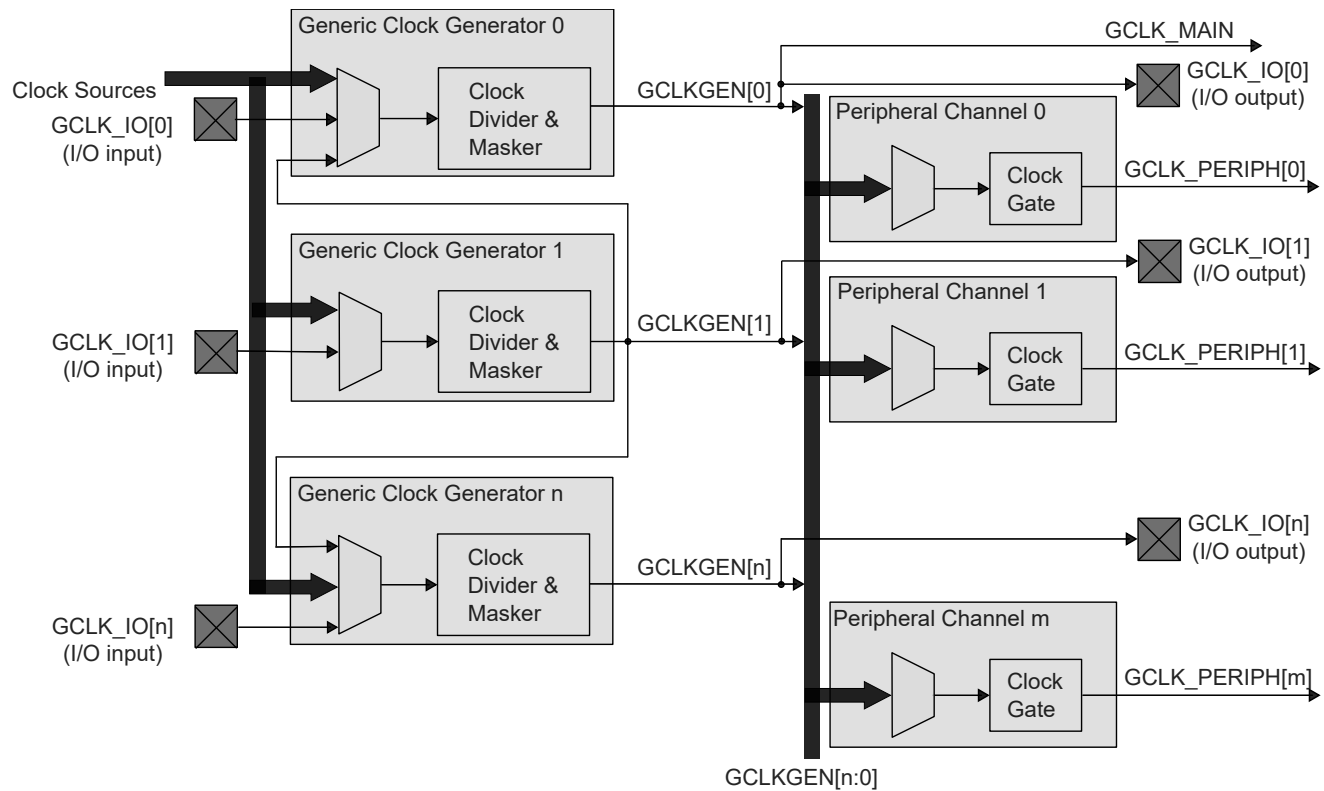 Generic Clock Generator 0
GCLK_MAIN
Clock Sources
GCLK_IO[0]
(I/O input)
Clock
Divider &
Masker
GCLKGEN[0]
GCLK_IO[0]
(I/O output)
Peripheral Channel 0
Clock
Gate
GCLK_PERIPH[0]
Generic Clock Generator 1
GCLK_IO[1]
(I/O input)
Clock
Divider &
Masker
GCLKGEN[1]
GCLK_IO[1]
(I/O output)
Peripheral Channel 1
Clock
Gate
GCLK_PERIPH[1]
Generic Clock Generator n
GCLK_IO[n]
(I/O input)
Clock
Divider &
Masker
GCLKGEN[n]
GCLK_IO[n]
(I/O output)
Peripheral Channel m
Clock
Gate
GCLK_PERIPH[m]
GCLKGEN[n:0]